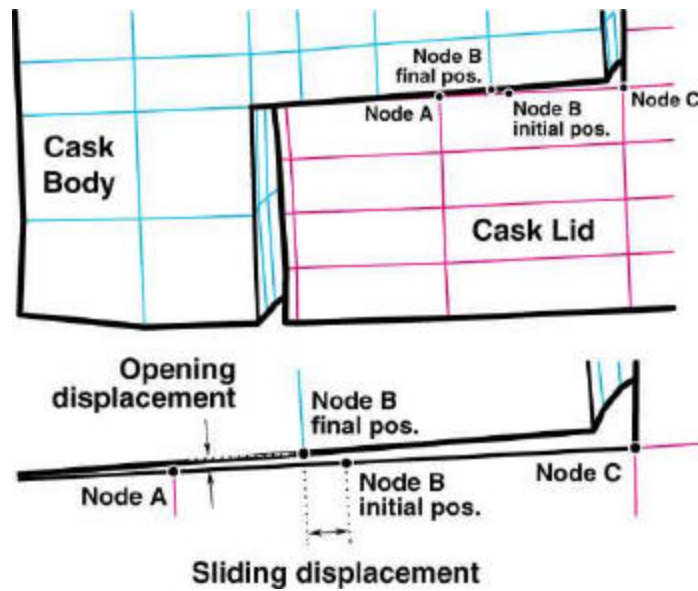 Node B
final pos.
Node A
Node B
initial pos.
Node C
Cask
Body
Cask Lid
Opening
displacement
Node B
final pos.
Node A
Node B
initial pos.
Node C
Sliding displacement